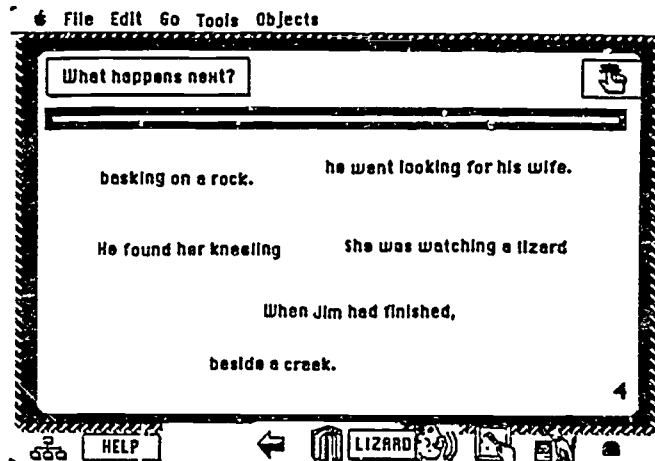 File Edit Go Tools Objects
What happens next?
basking on a rock.
he went looking for his wife.
He found her kneeling
She was watching a lizard
When Jim had finished,
beside a creek.
4
HELP
LIZARD